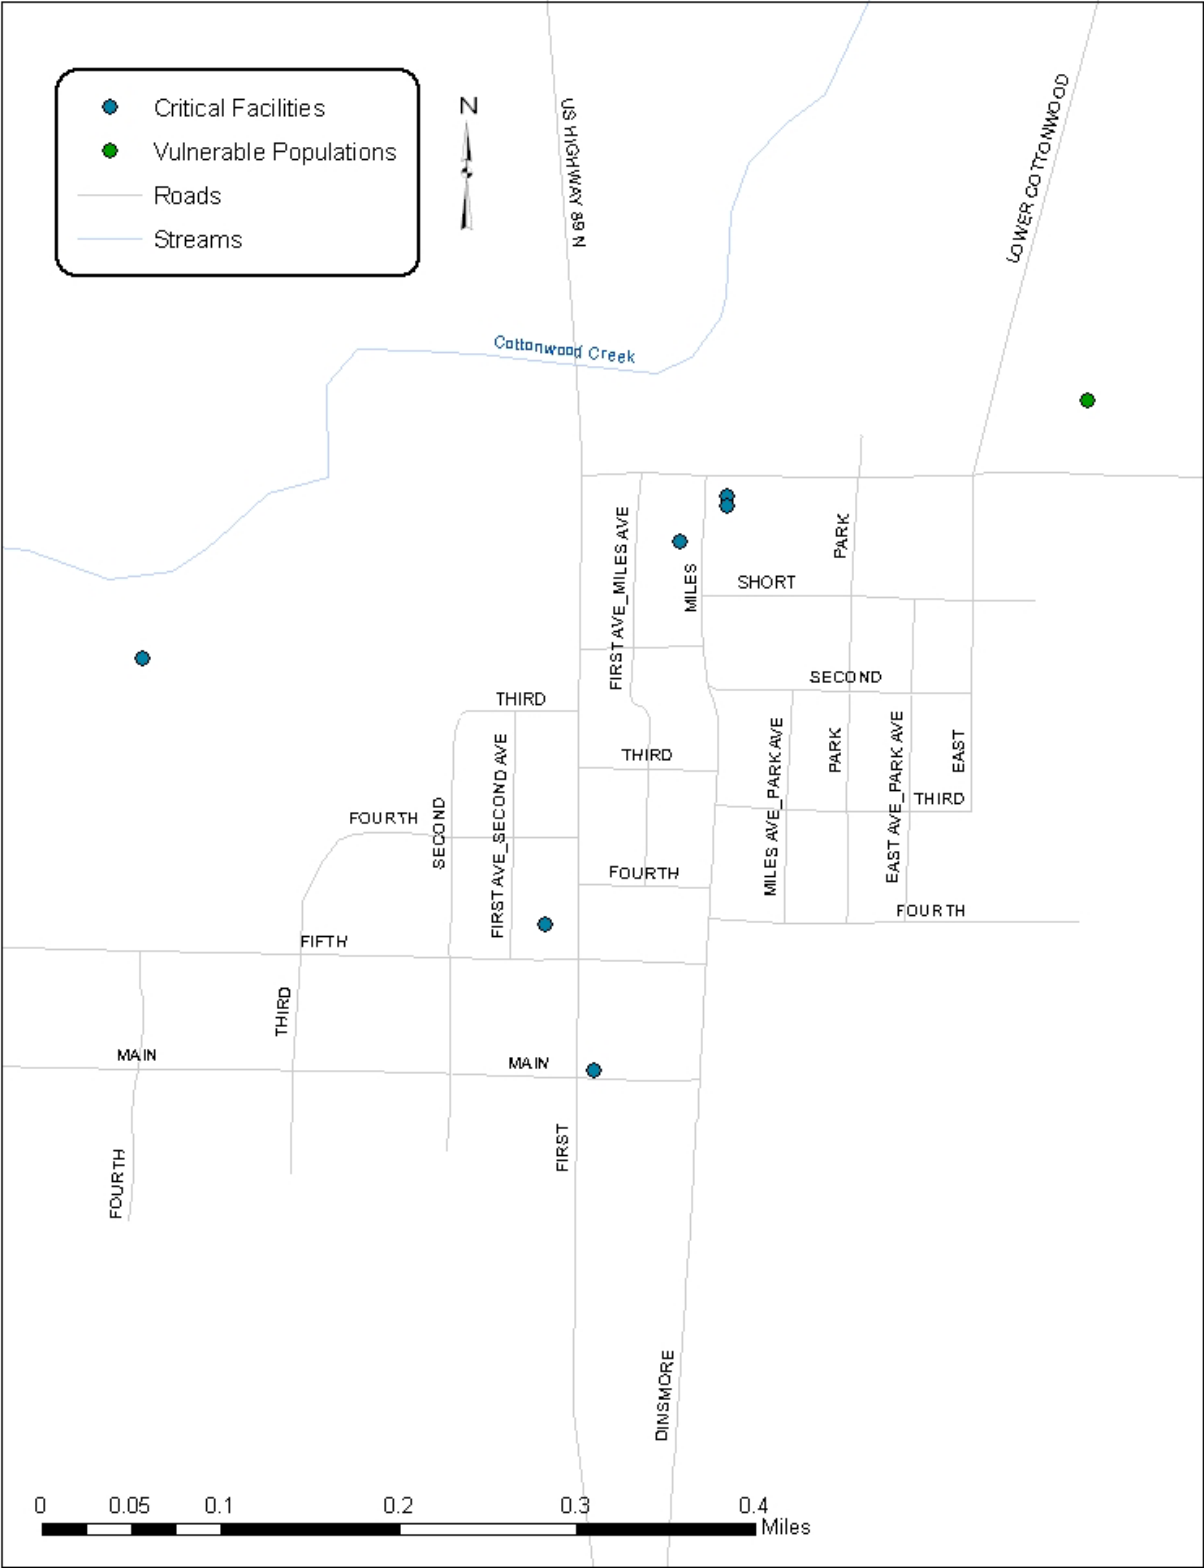 Critical Facilities
Vulnerable Populations
Roads
Streams
N
US HIGHWAY 89 N
LOWER COTTONWOOD
Cottonwood Creek
FIRST AVE_MILES AVE
MILES
PARK
SHORT
SECOND
THIRD
THIRD
FOURTH
SECOND
FIRST AVE_SECOND AVE
MILES AVE_PARK AVE
PARK
EAST AVE_PARK AVE
EAST
THIRD
FOURTH
FOURTH
FIFTH
THIRD
MAIN
MAIN
FOURTH
FIRST
DINSMORE
0 0.05 0.1 0.2 0.3 0.4
Miles